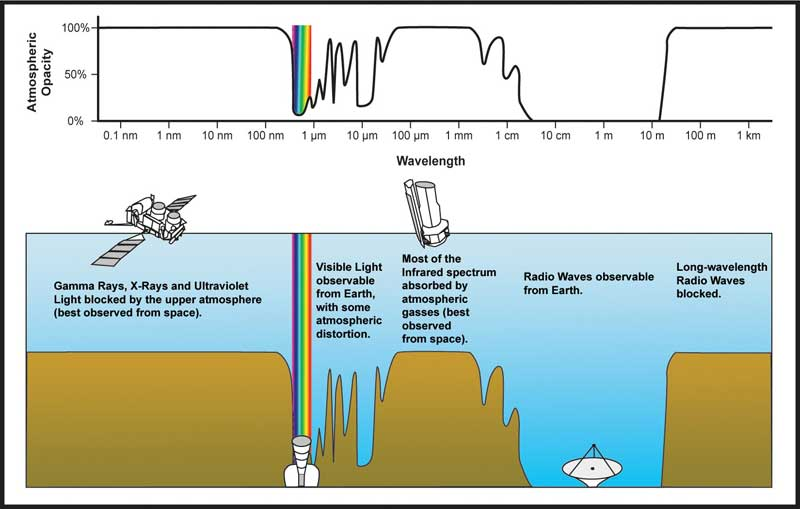 Atmospheric
Opacity
100%
50%
0%
0.1 nm 1 nm 10 nm 100 nm 1 µm 10 µm 100 µm 1 mm 1 cm 10 cm 1 m 10 m 100 m 1 km
Wavelength
Gamma Rays, X-Rays and Ultraviolet
Light blocked by the upper atmosphere
(best observed from space).
Visible Light
observable
from Earth,
with some
atmospheric
distortion.
Most of the
Infrared spectrum
absorbed by
atmospheric
gasses (best
observed
from space).
Radio Waves observable
from Earth.
Long-wavelength
Radio Waves
blocked.